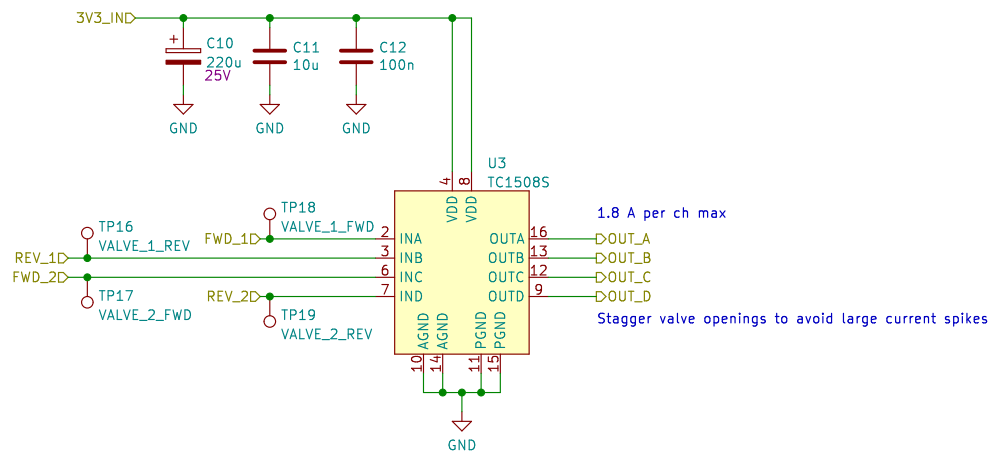 3V3_IN
+
C10
220u
25V
C11
10u
C12
100n
GND
GND
GND
U3
TC1508S
4
8
VDD
VDD
1.8 A per ch max
TP18
VALVE_1_FWD
TP16
VALVE_1_REV
FWD_1
2
INA
OUTA
16
OUT_A
REV_1
3
INB
OUTB
13
OUT_B
FWD_2
6
INC
OUTC
12
OUT_C
REV_2
7
IND
OUTD
9
OUT_D
TP17
VALVE_2_FWD
TP19
VALVE_2_REV
Stagger valve openings to avoid large current spikes
AGND
AGND
PGND
PGND
10
14
11
15
GND